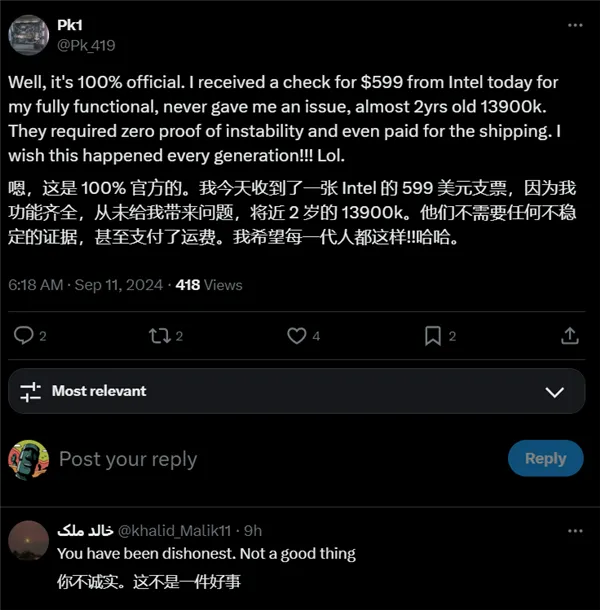 Pk1
@Pk_419
Well, it's 100% official. I received a check for $599 from Intel today for
my fully functional, never gave me an issue, almost 2yrs old 13900k.
They required zero proof of instability and even paid for the shipping. I
wish this happened every generation!!! Lol.
嗯，这是 100% 官方的。我今天收到了一张 Intel 的 599 美元支票，因为我
功能齐全，从未给我带来问题，将近 2 岁的 13900k。他们不需要任何不稳
定的证据，甚至支付了运费。我希望每一代人都这样!!哈哈。
6:18 AM · Sep 11, 2024 · 418 Views
2 2 4 2
Most relevant
Post your reply Reply
خالد ملک @khalid_Malik11 · 9h
You have been dishonest. Not a good thing
你不诚实。这不是一件好事